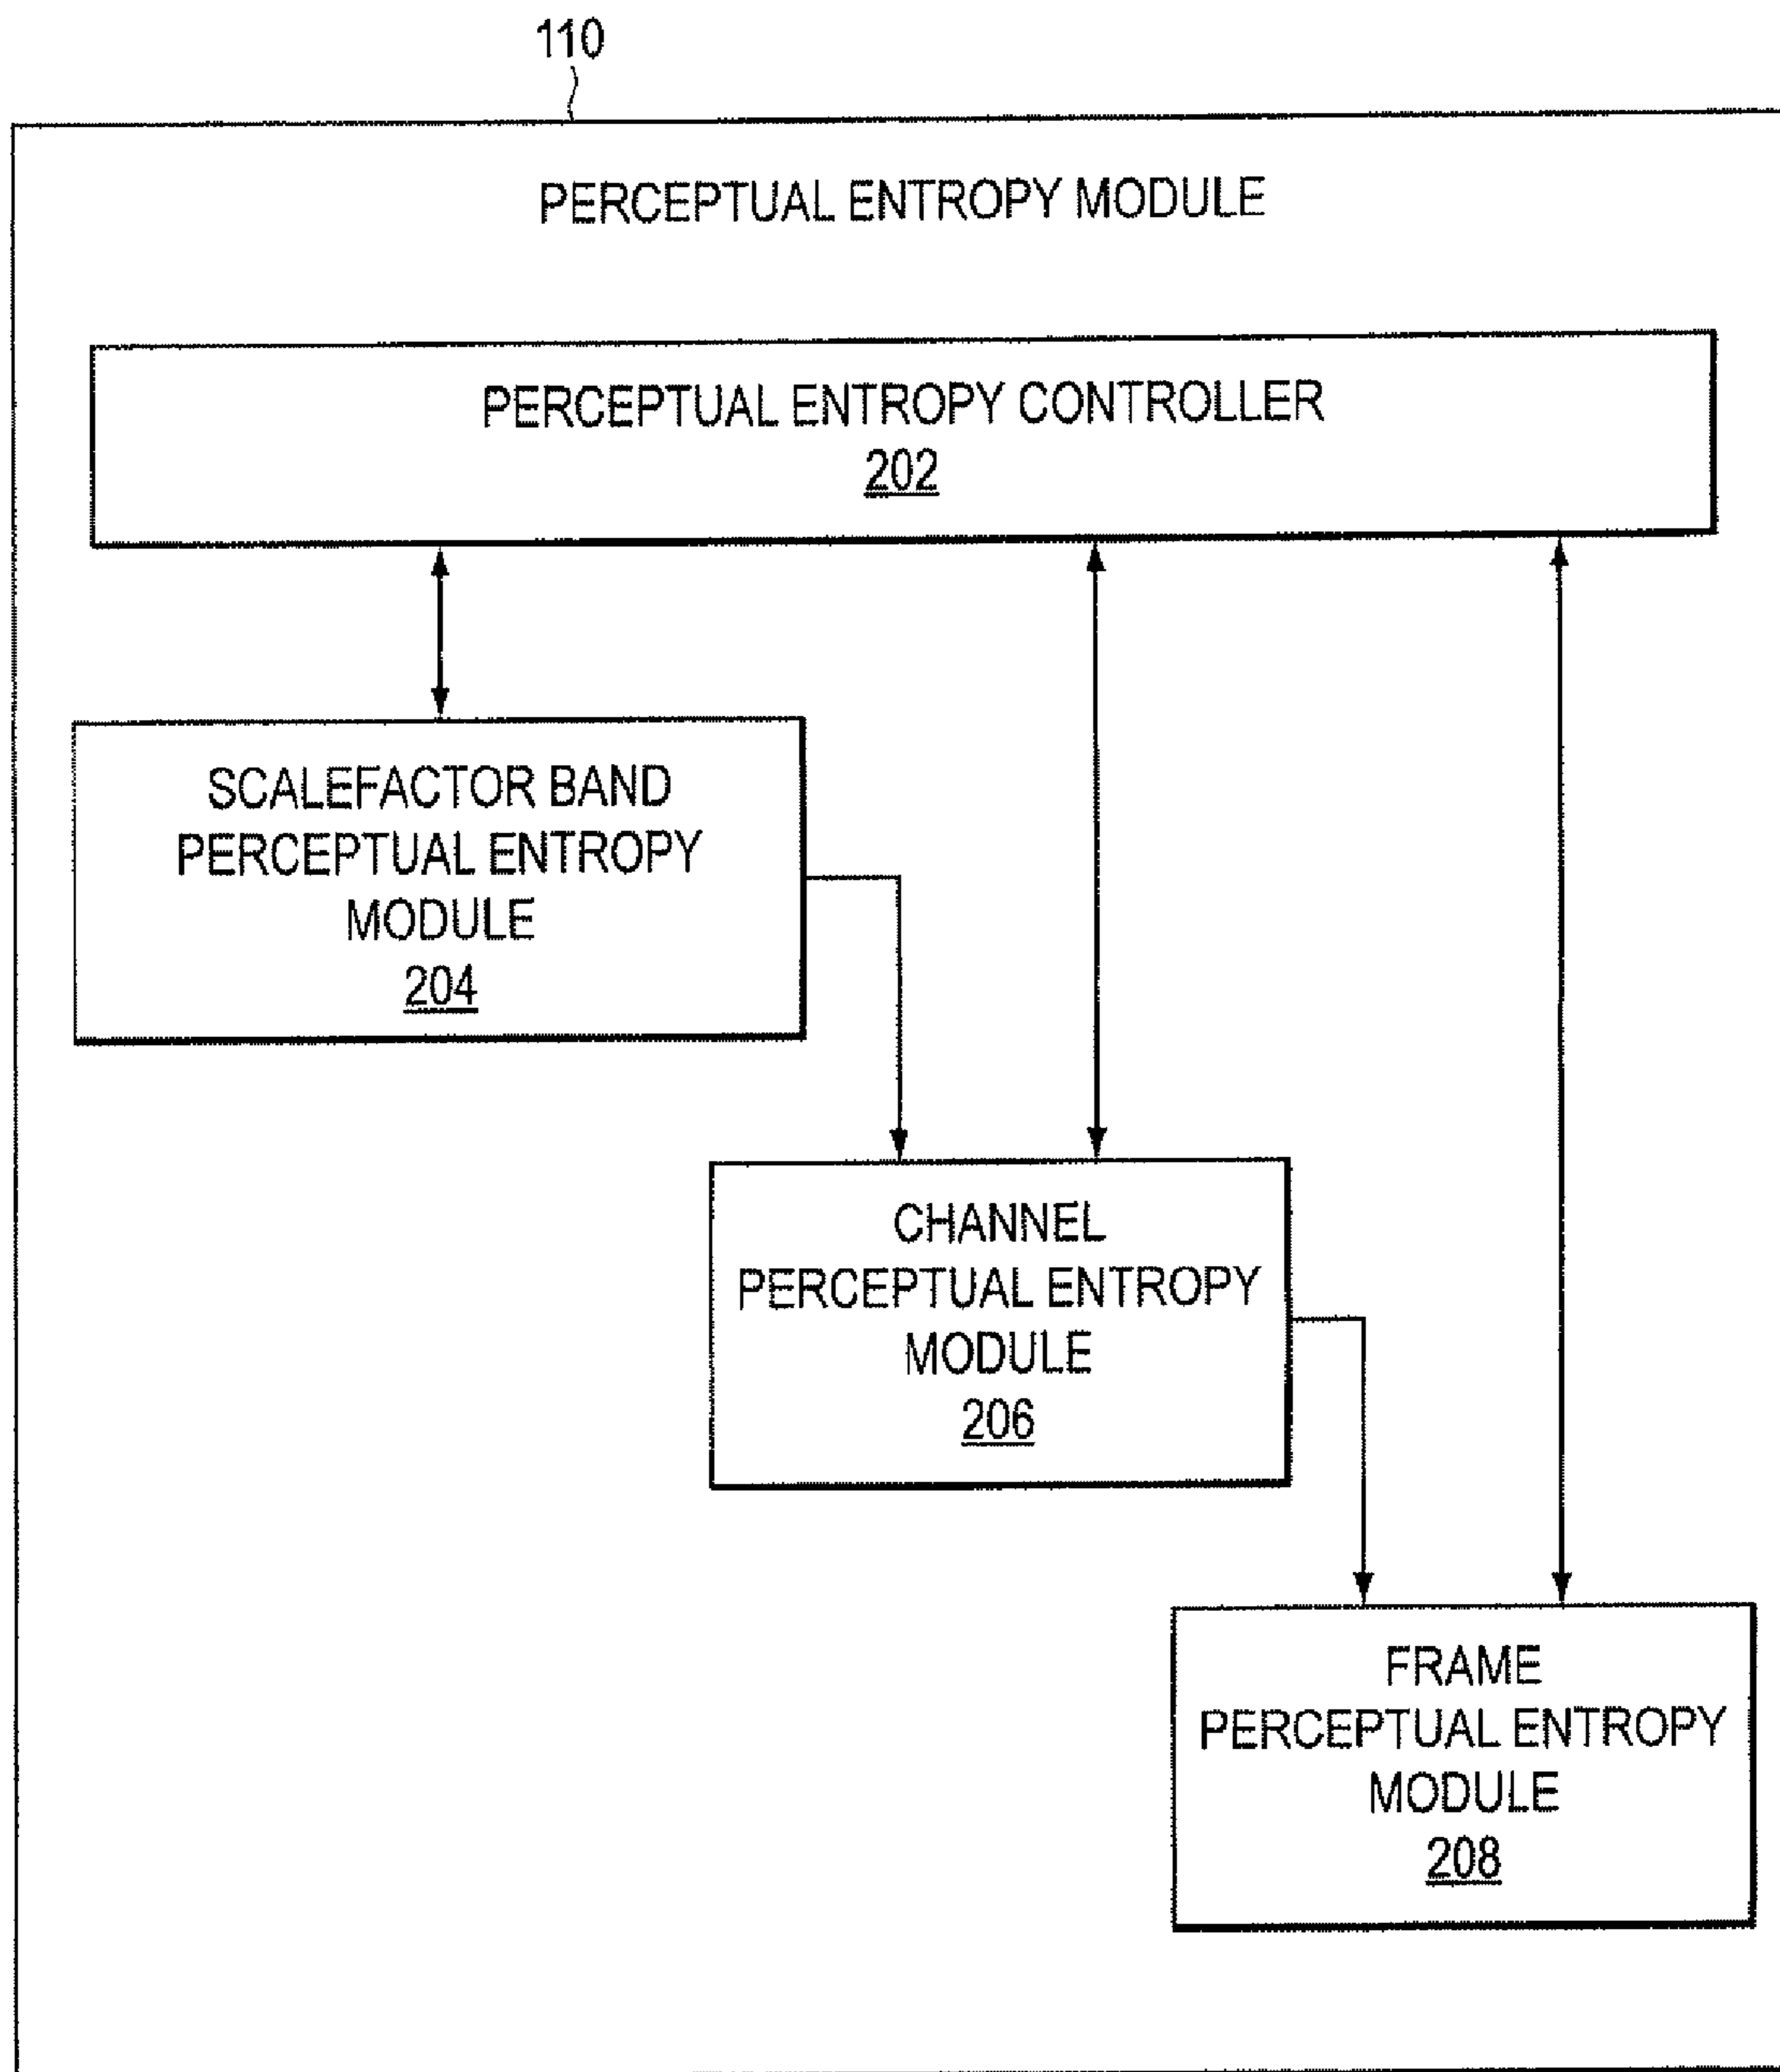 110
PERCEPTUAL ENTROPY MODULE
PERCEPTUAL ENTROPY CONTROLLER
202
SCALEFACTOR BAND
PERCEPTUAL ENTROPY
MODULE
204
CHANNEL
PERCEPTUAL ENTROPY
MODULE
206
FRAME
PERCEPTUAL ENTROPY
MODULE
208